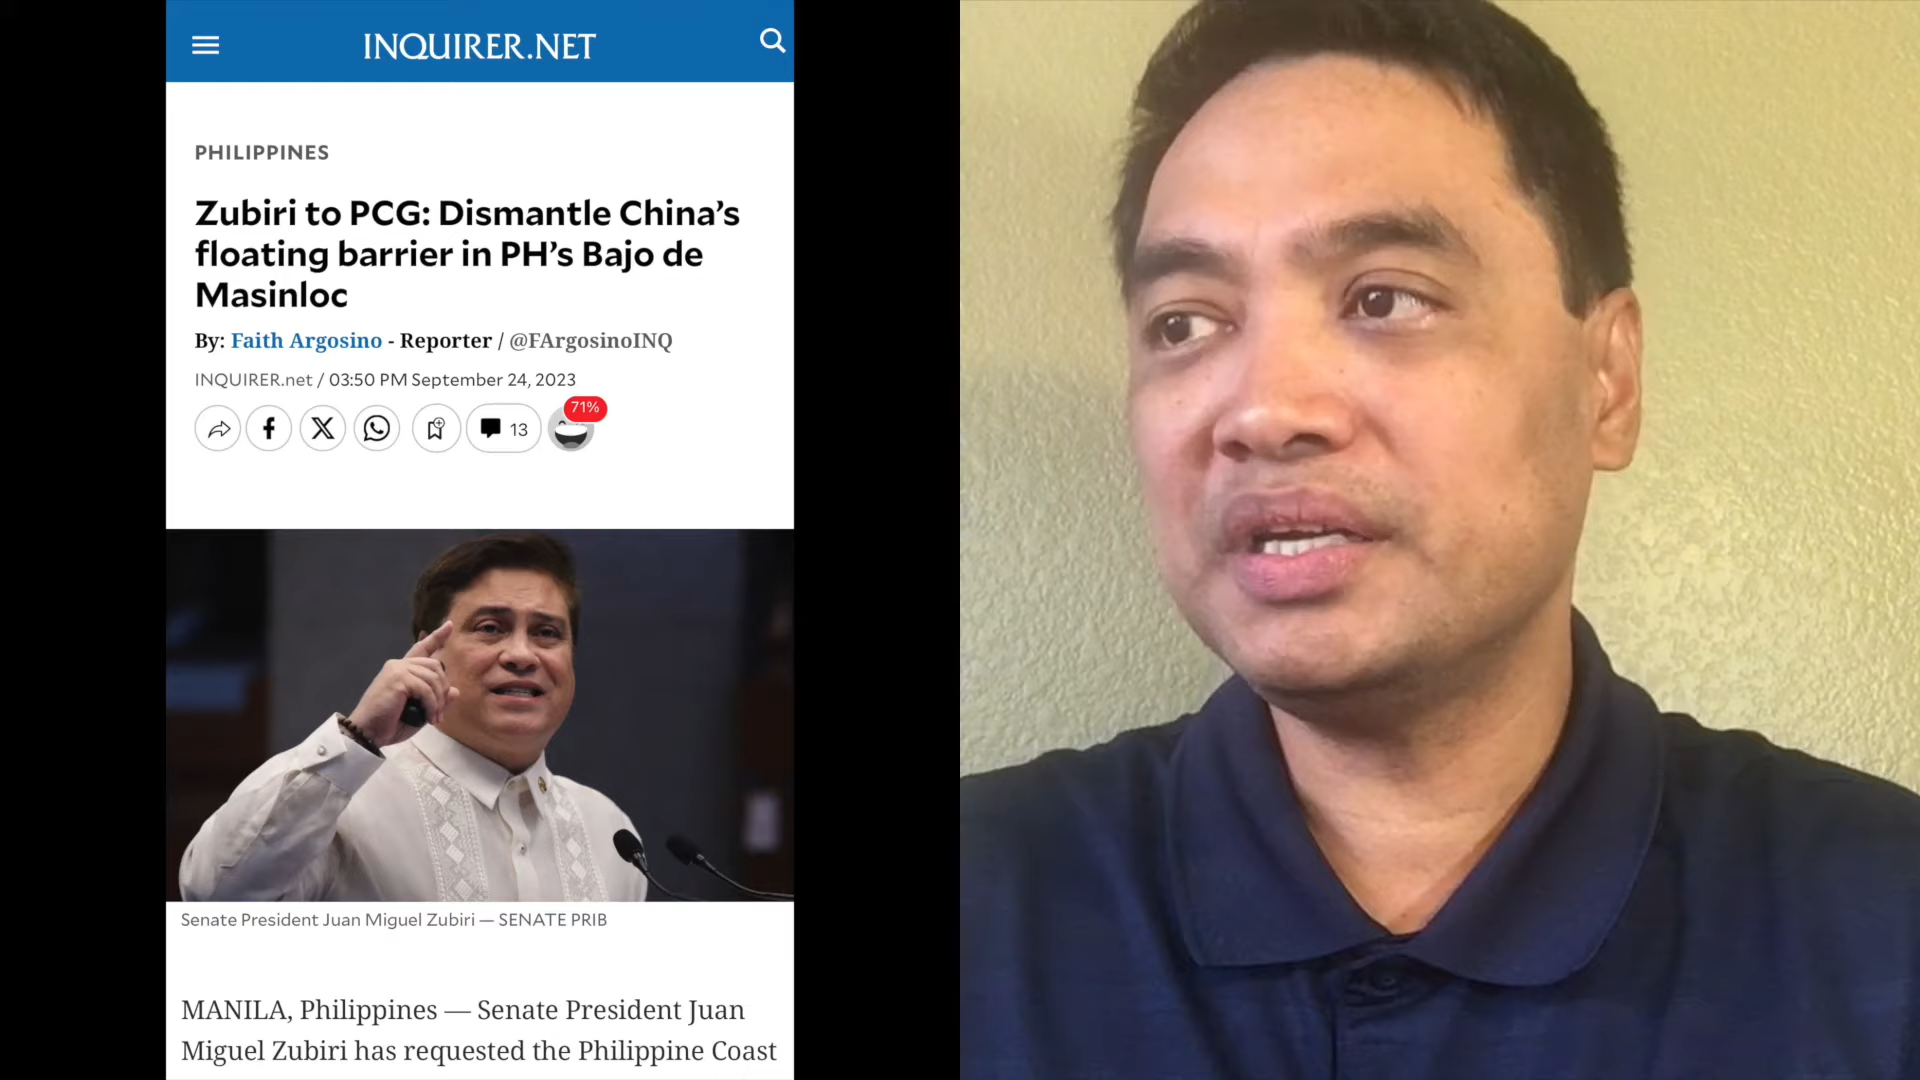 INQUIRER.NET
PHILIPPINES
Zubiri to PCG: Dismantle China’s
floating barrier in PH’s Bajo de
Masinloc
By: Faith Argosino - Reporter / @FArgosinoINQ
INQUIRER.net / 03:50 PM September 24, 2023
71%
13
Senate President Juan Miguel Zubiri — SENATE PRIB
MANILA, Philippines — Senate President Juan
Miguel Zubiri has requested the Philippine Coast